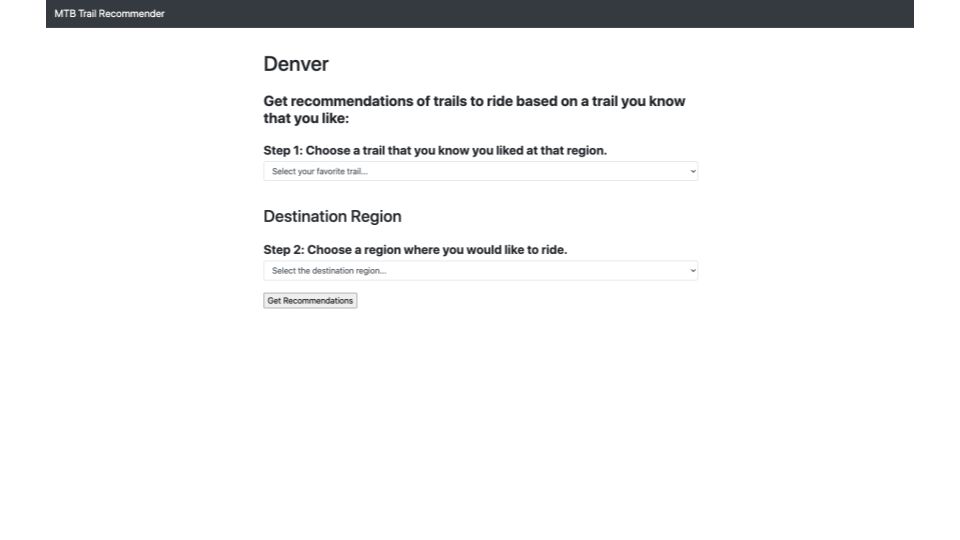 MTB Trail Recommender
Denver
Get recommendations of trails to ride based on a trail you know
that you like:
Step 1: Choose a trail that you know you liked at that region.
Select your favorite trail...
Destination Region
Step 2: Choose a region where you would like to ride.
Select the destination region...
Get Recommendations